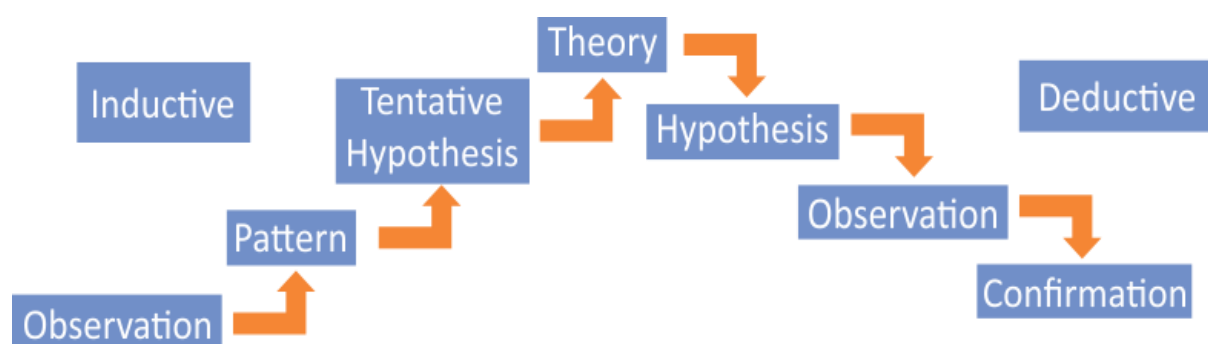 Inductive
Observation
Pattern
Tentative
Hypothesis
Theory
Hypothesis
Observation
Confirmation
Deductive